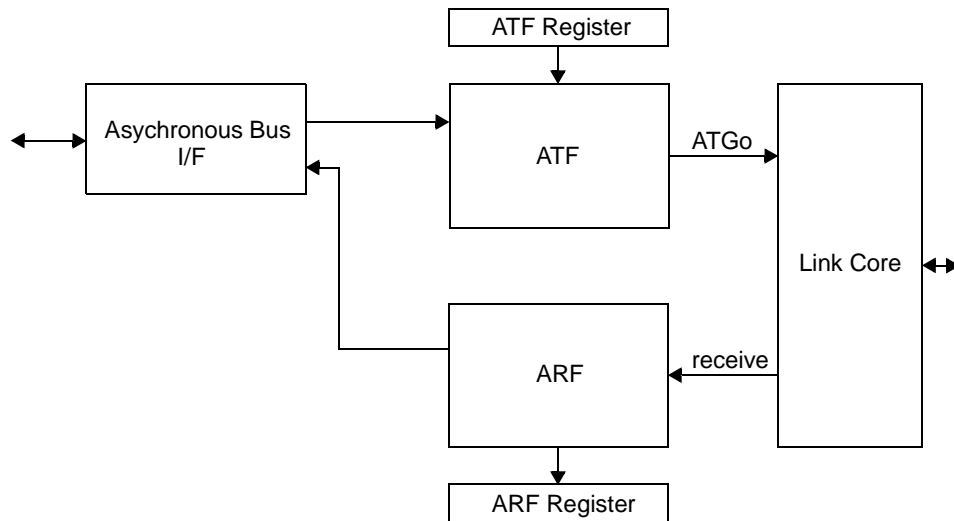 ATF Register
Asychronous Bus
I/F
ATF
ATGo
Link Core
ARF
receive
ARF Register